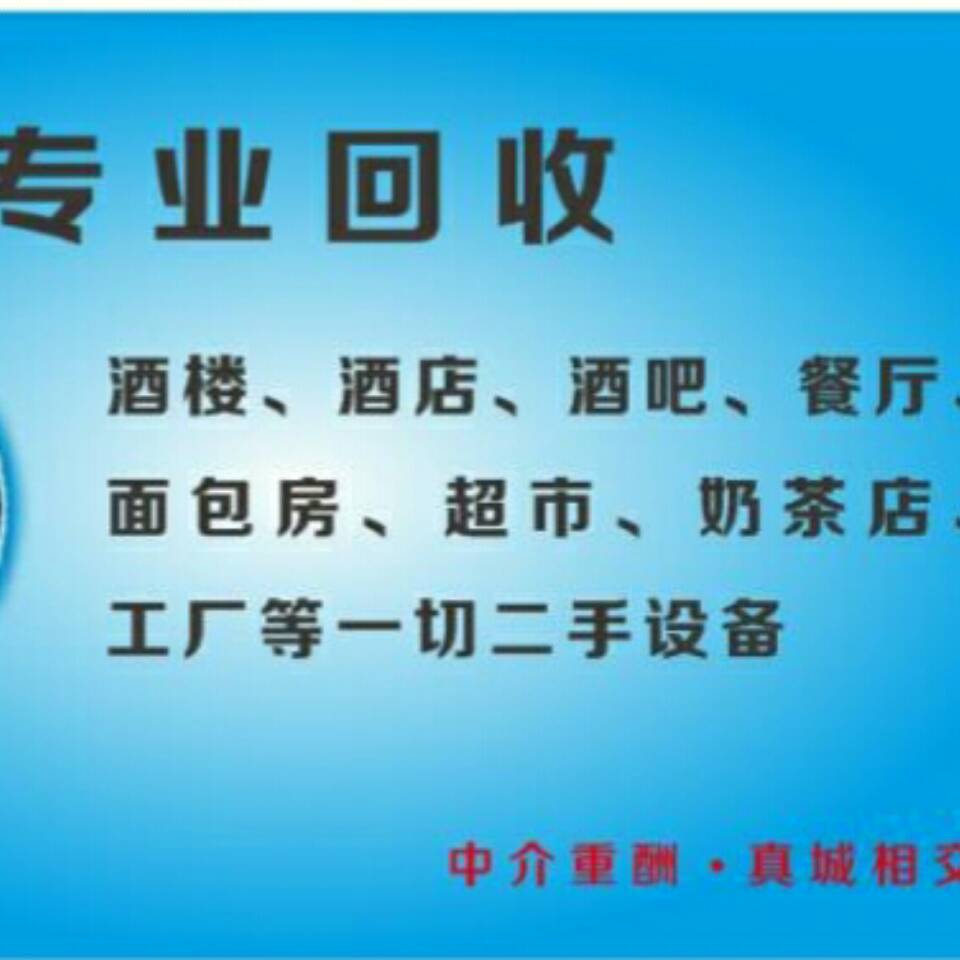 专业回收
酒楼、酒店、酒吧、餐厅、
面包房、超市、奶茶店、
工厂等一切二手设备
中介重酬·真城相交